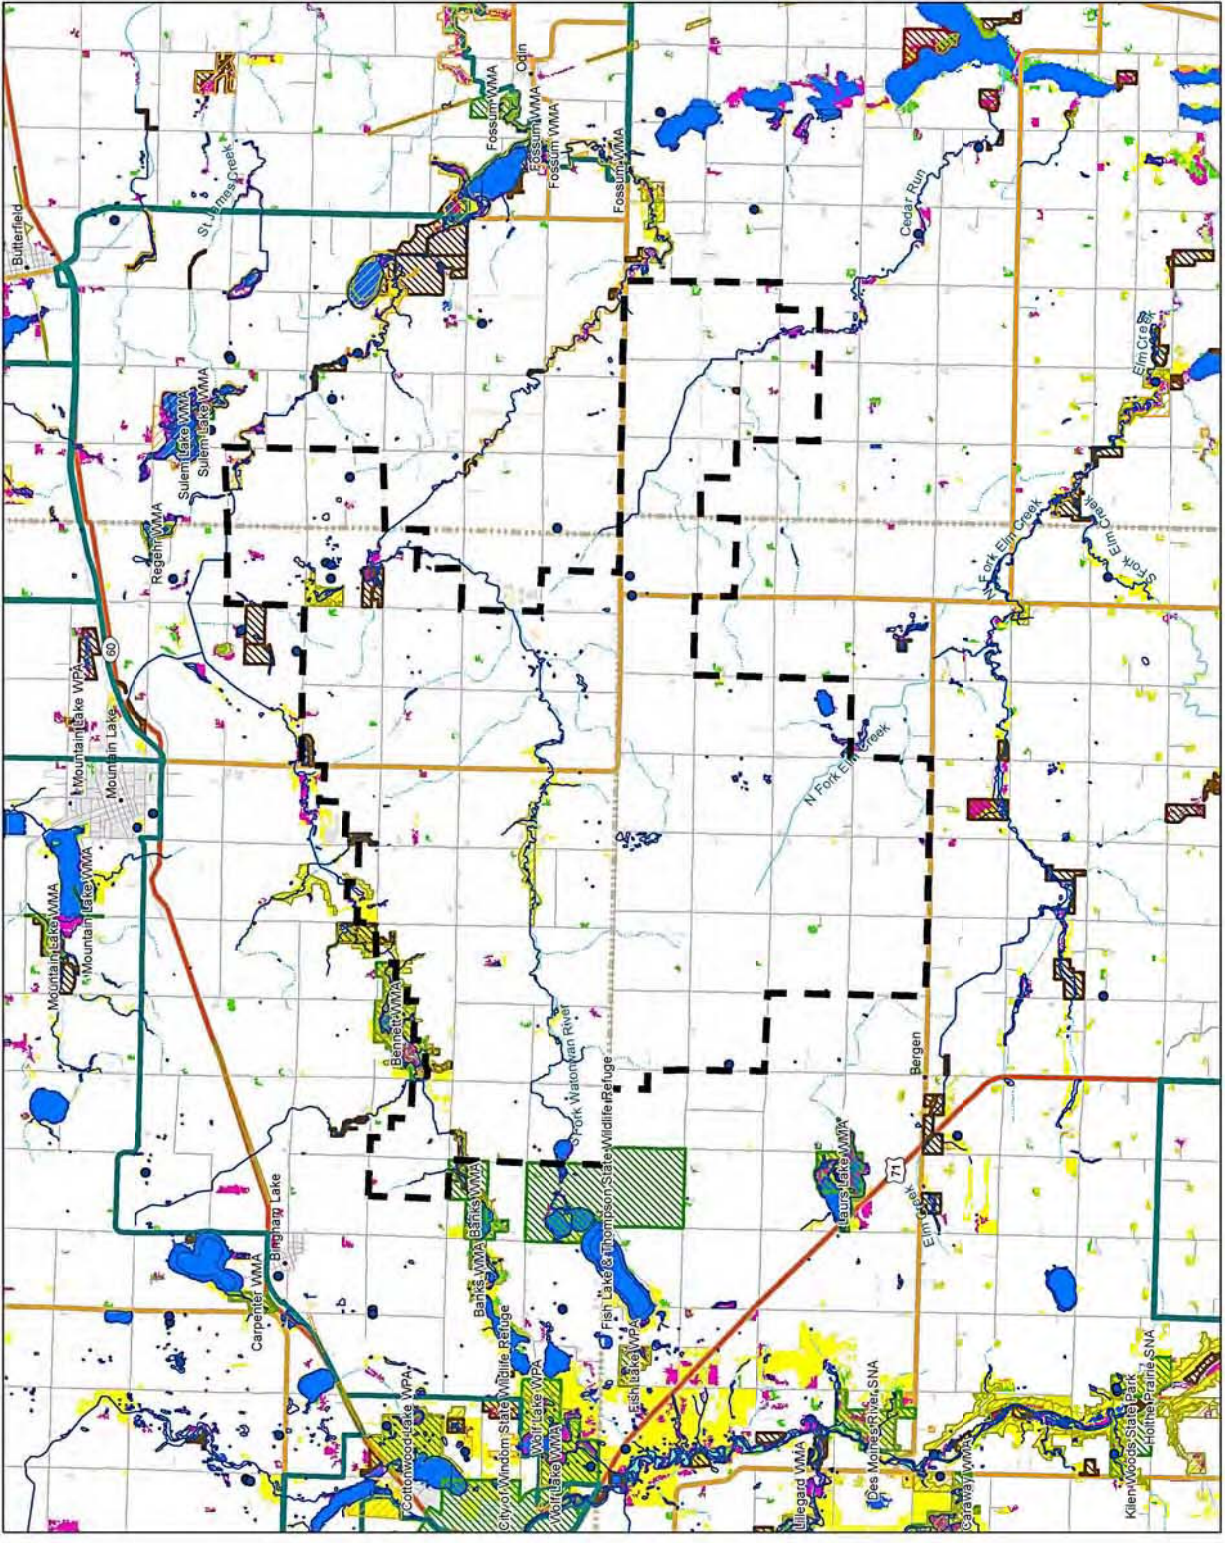 Butterfield
St James Creek
Odin
Fossum WMA
Fossum WMA
Fossum WMA
Fossum WMA
Cedar Run
Sulem Lake WMA
Sulem Lake WMA
Regehr WMA
Elm Creek
N Fork Elm Creek
S Fork Elm Creek
60
Mountain Lake WPA
Mountain Lake
N Fork Elm Creek
Mountain Lake WMA
Mountain Lake WMA
Bennett WMA
S Fork Watonwan River
Bergen
Fish Lake & Thompson State Wildlife Refuge
Banks WMA
Banks WMA
Laurs Lake WMA
71
Elm Creek
Bingham Lake
Carpenter WMA
City of Windom State Wildlife Refuge
Wolf Lake WPA
Wolf Lake WMA
Fish Lake WPA
Cottonwood Lake WPA
Des Moines River SNA
Lillegard WMA
Caraway WMA
Kilen Woods State Park
Holthe Prairie SNA